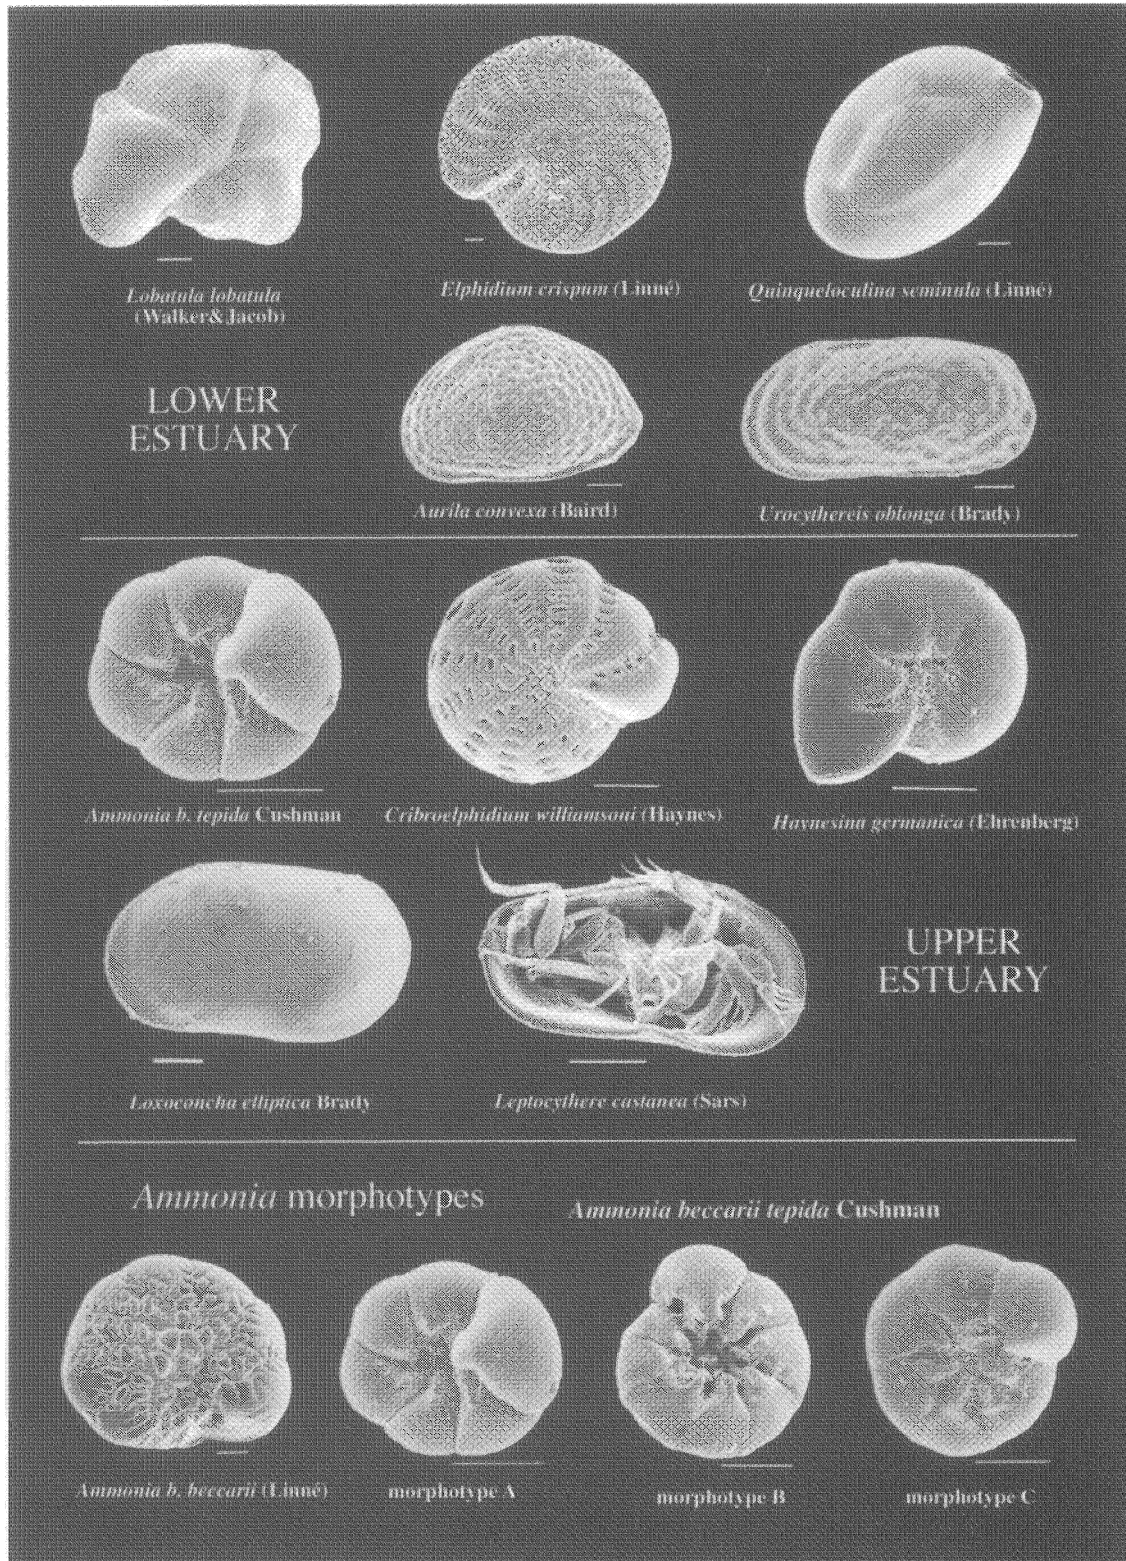 Lobatula lobatula
(Walker&Jacob)
Elphidium crispum (Linné)
Quinqueloculina seminula (Linné)
LOWER
ESTUARY
Aurila convexa (Baird)
Urocythereis oblonga (Brady)
Ammonia b. tepida Cushman
Cribroelphidium williamsoni (Haynes)
Haynesina germanica (Ehrenberg)
UPPER
ESTUARY
Loxoconcha elliptica Brady
Leptocythere castanea (Sars)
Ammonia morphotypes
Ammonia beccarii tepida Cushman
Ammonia b. beccarii (Linné)
morphotype A
morphotype B
morphotype C